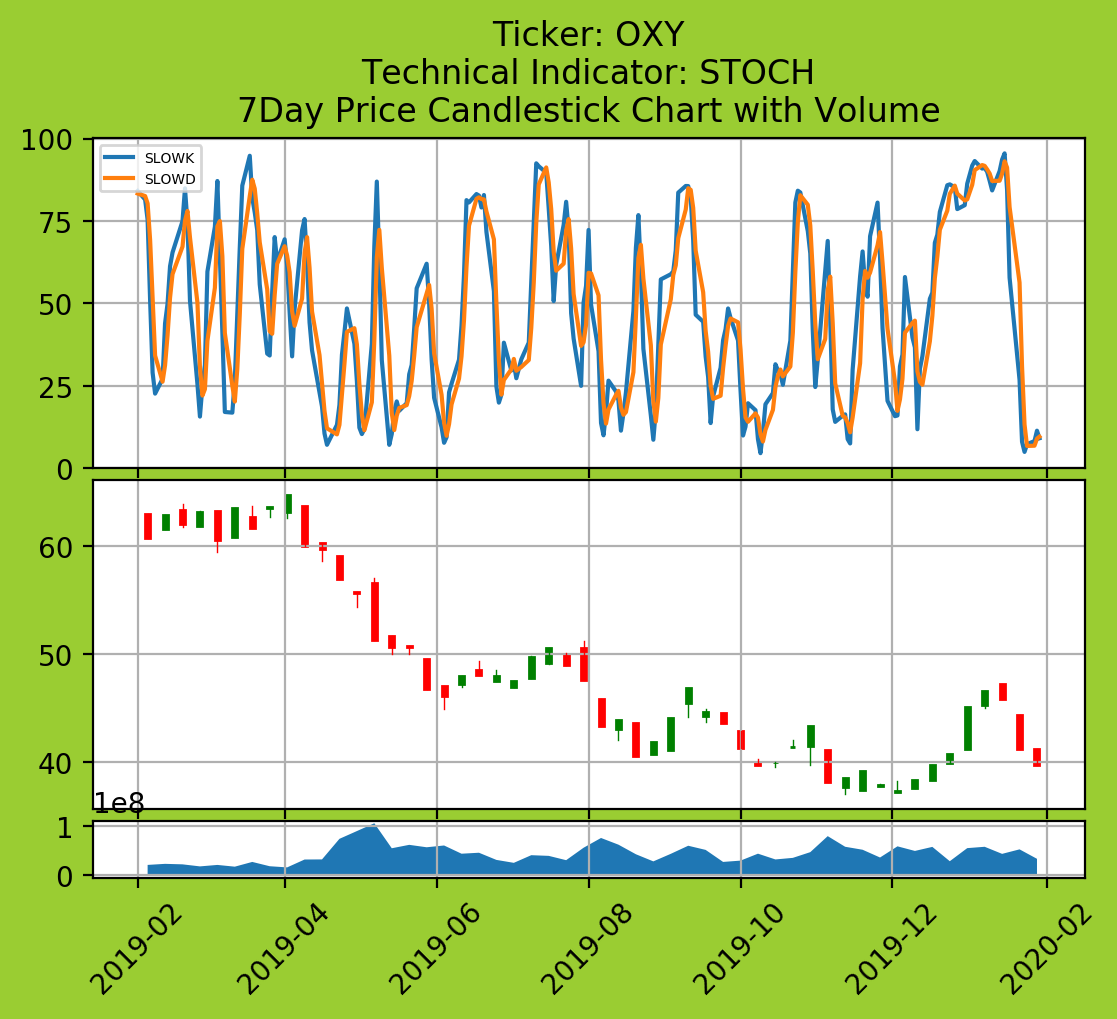 Ticker: OXY
Technical Indicator: STOCH
7Day Price Candlestick Chart with Volume
100
75
50
25
0
SLOWK
SLOWD
60
50
40
1e8
1
0
2019-02
2019-04
2019-06
2019-08
2019-10
2019-12
2020-02